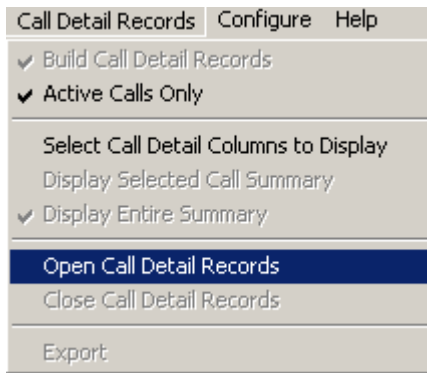 Call Detail Records Configure Help
Build Call Detail Records
Active Calls Only
Select Call Detail Columns to Display
Display Selected Call Summary
Display Entire Summary
Open Call Detail Records
Close Call Detail Records
Export